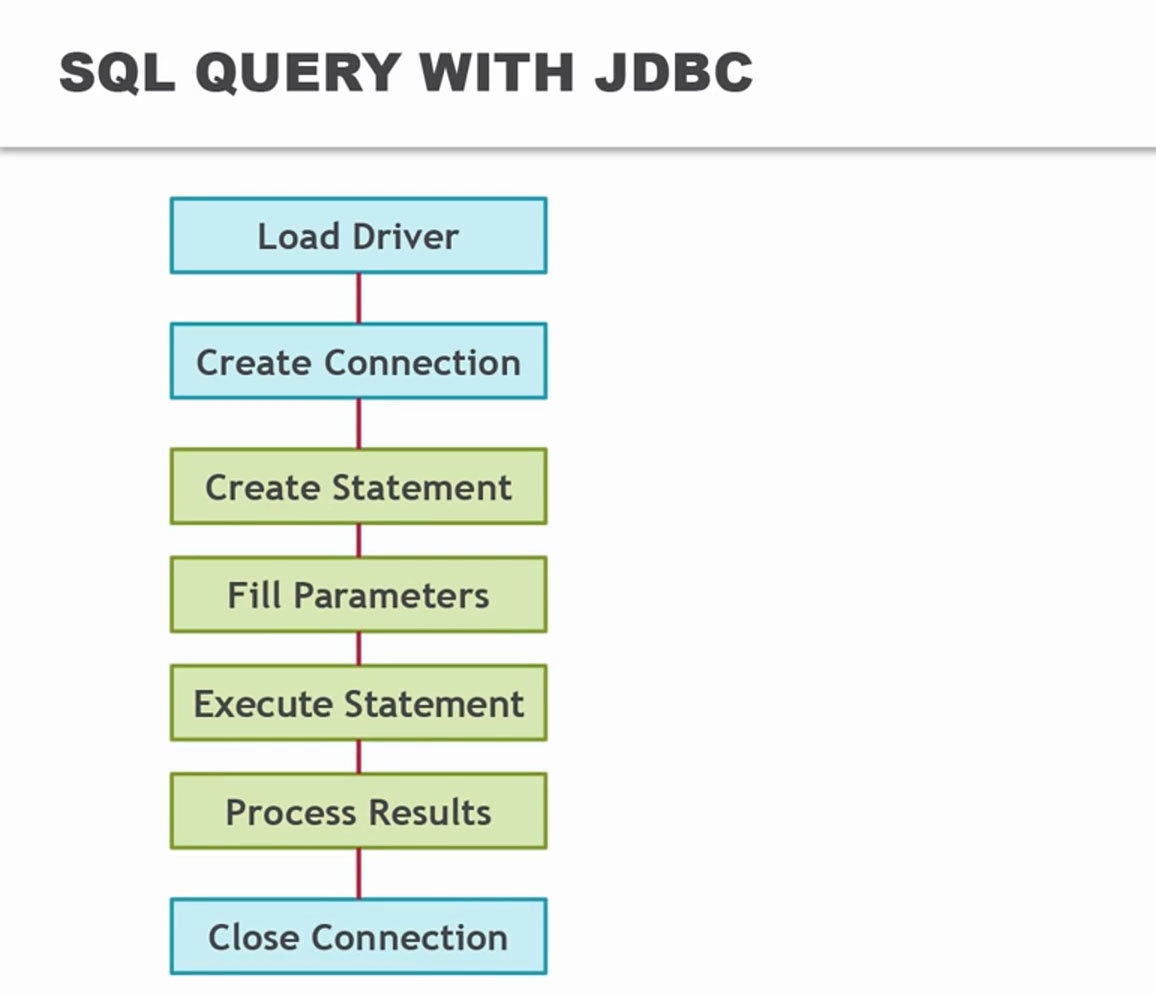 SQL QUERY WITH JDBC
Load Driver
Create Connection
Create Statement
Fill Parameters
Execute Statement
Process Results
Close Connection